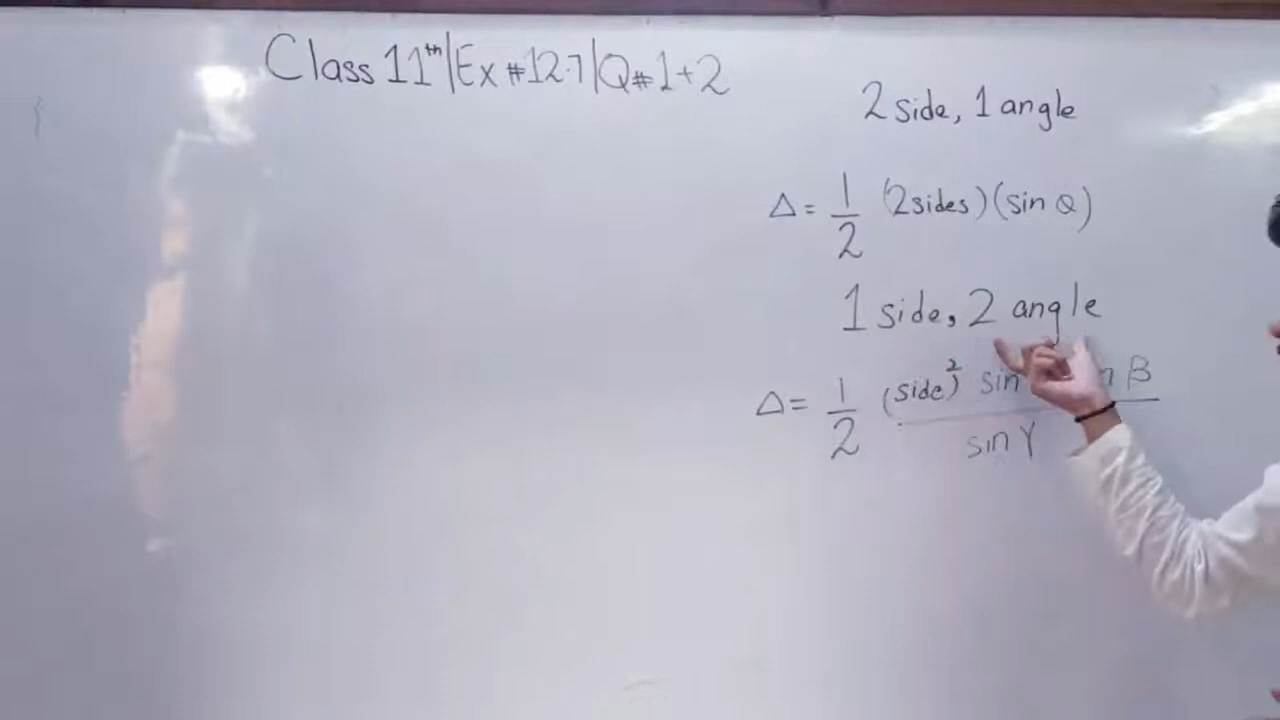 Class 11th|Ex #12.7|Q#1+2
2 side, 1 angle
Δ = 1/2 (2sides)(sin Q)
1 side, 2 angle
Δ = 1/2 (side)² sin β / sin γ